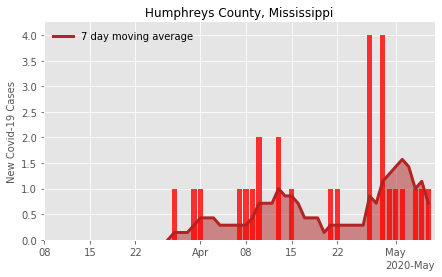 Humphreys County, Mississippi
7 day moving average
New Covid-19 Cases
4.0
3.5
3.0
2.5
2.0
1.5
1.0
0.5
0.0
08 15 22 Apr 08 15 22 May
2020-May